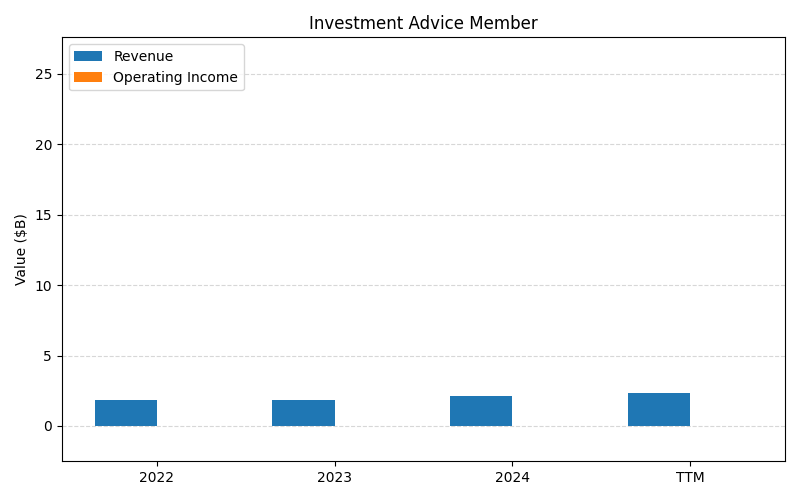 Investment Advice Member
Revenue
Operating Income
Value ($B)
25
20
15
10
5
0
2022
2023
2024
TTM